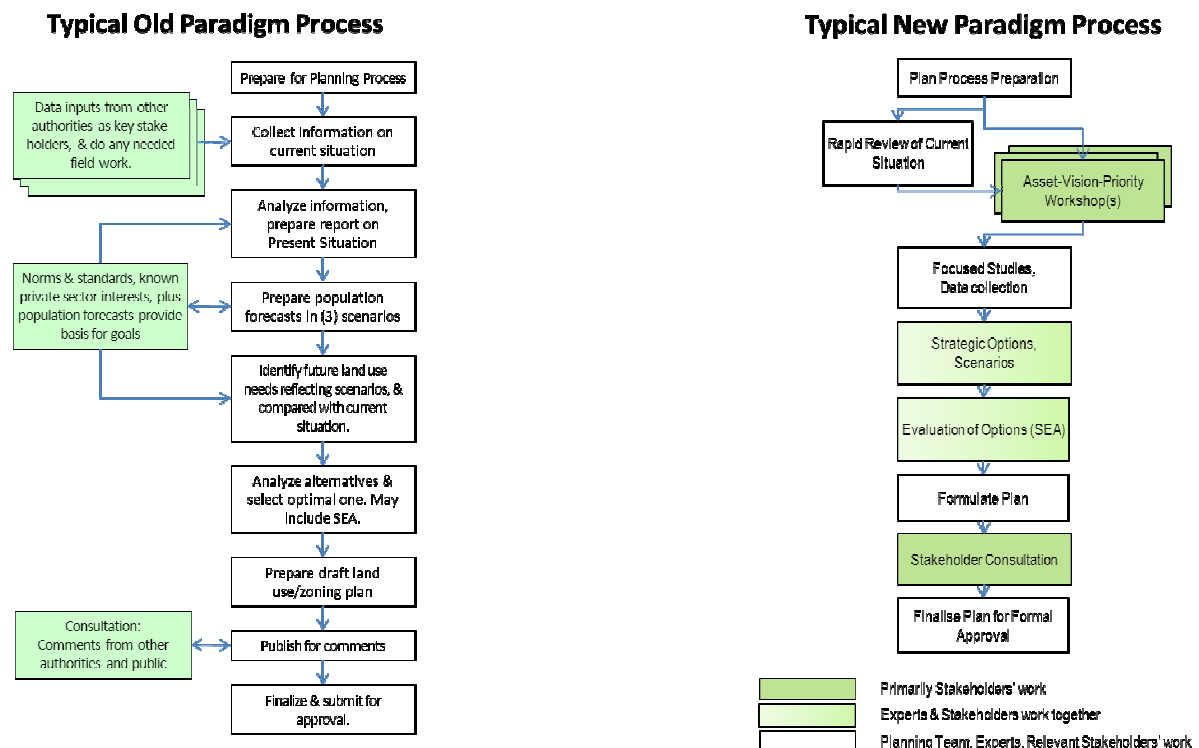 Typical Old Paradigm Process
Prepare for Planning Process
Data inputs from other
authorities as key stake
holders, & do any needed
field work.
Collect information on
current situation
Analyze information,
prepare report on
Present Situation
Norms & standards, known
private sector interests, plus
population forecasts provide
basis for goals
Prepare population
forecasts in (3) scenarios
Identify future land use
needs reflecting scenarios, &
compared with current
situation.
Analyze alternatives &
select optimal one. May
include SEA.
Prepare draft land
use/zoning plan
Consultation:
Comments from other
authorities and public
Publish for comments
Finalize & submit for
approval.
Typical New Paradigm Process
Plan Process Preparation
Rapid Review of Current
Situation
Asset-Vision-Priority
Workshop(s)
Focused Studies,
Data collection
Strategic Options,
Scenarios
Evaluation of Options (SEA)
Formulate Plan
Stakeholder Consultation
Finalise Plan for Formal
Approval
Primarily Stakeholders' work
Experts & Stakeholders work together
Planning Team, Experts, Relevant Stakeholders' work